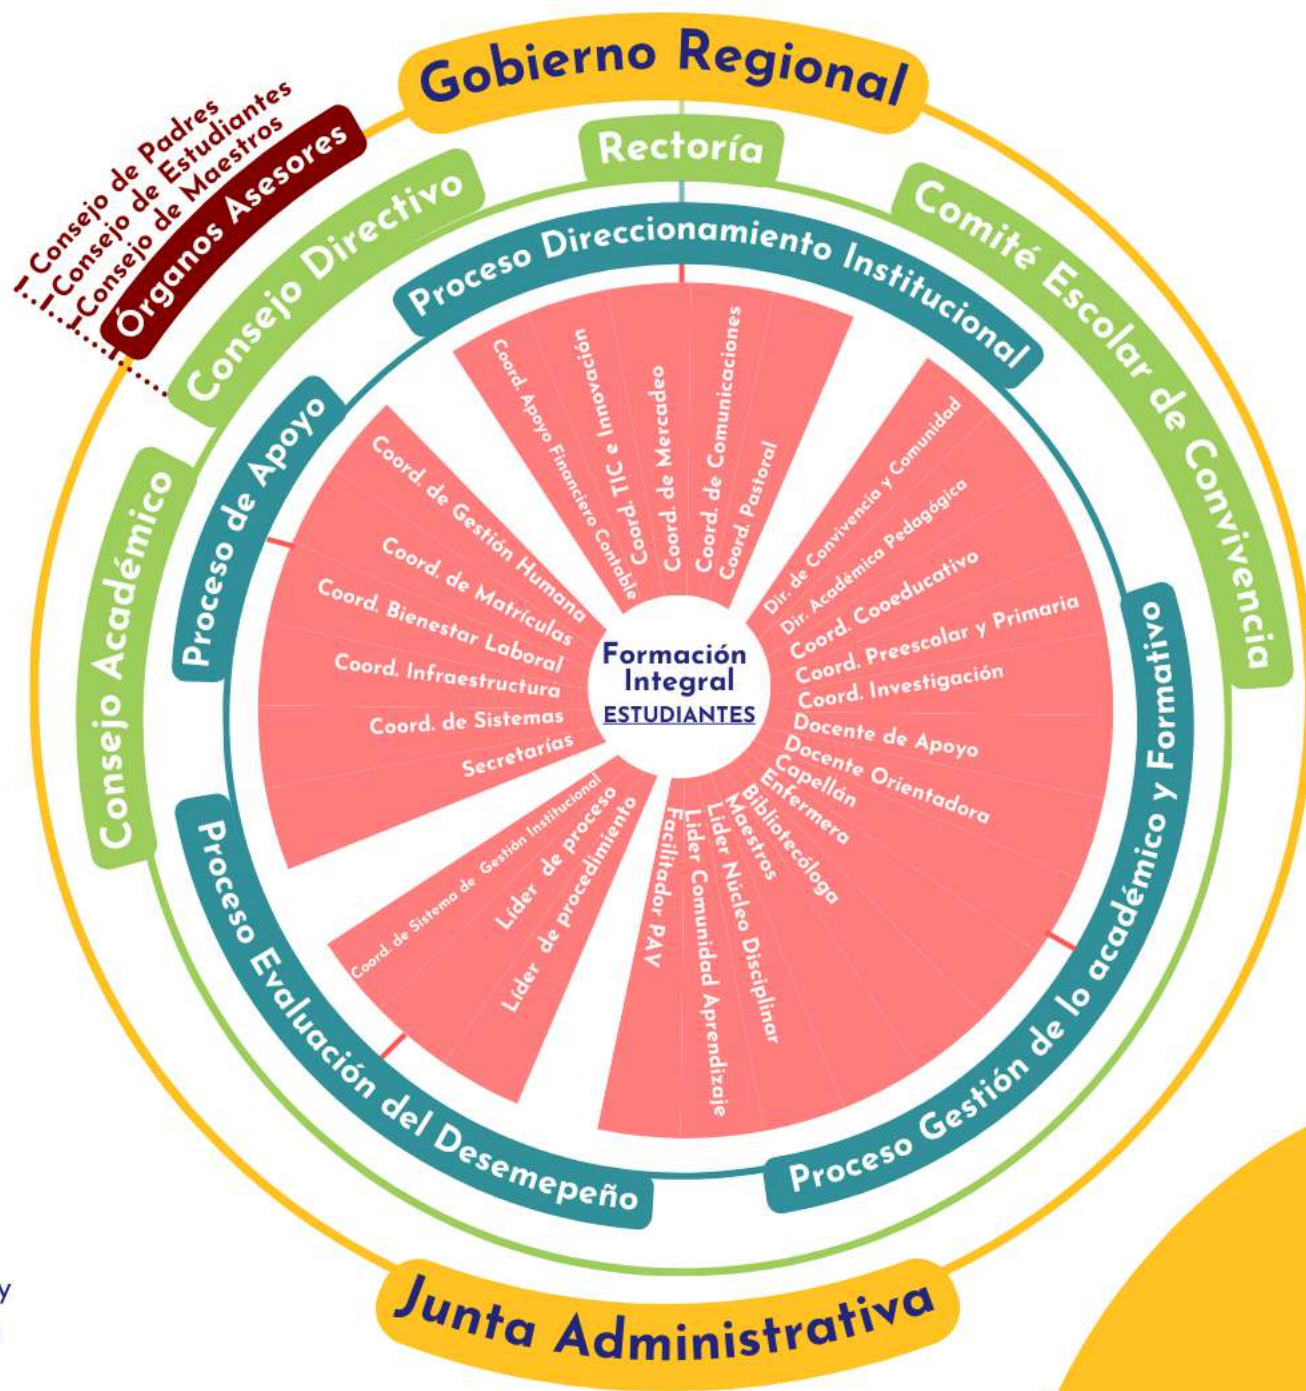 Gobierno Regional
Consejo de Padres
Consejo de Estudiantes
Consejo de Maestros
Órganos Asesores
Rectoría
Consejo Directivo
Comité Escolar de Convivencia
Consejo Académico
Proceso Direccionamiento Institucional
Coord. Apoyo Financiero Contable
Coord. TIC e Innovación
Coord. de Mercadeo
Coord. de Comunicaciones
Coord. Pastoral
Proceso de Apoyo
Coord. de Gestión Humana
Coord. de Matrículas
Coord. Bienestar Laboral
Coord. Infraestructura
Coord. de Sistemas
Secretarías
Formación
Integral
ESTUDIANTES
Dir. de Convivencia y Comunidad
Dir. Académica Pedagógica
Coord. Cooeducativo
Coord. Preescolar y Primaria
Coord. Investigación
Docente de Apoyo
Docente Orientadora
Capellán
Enfermera
Bibliotecóloga
Maestros
Líder Núcleo Disciplinar
Líder Comunidad Aprendizaje
Facilitador PAV
Proceso Gestión de lo académico y Formativo
Coord. de Sistema de Gestión Institucional
Líder de proceso
Líder de procedimiento
Proceso Evaluación del Desemepeño
Junta Administrativa
y